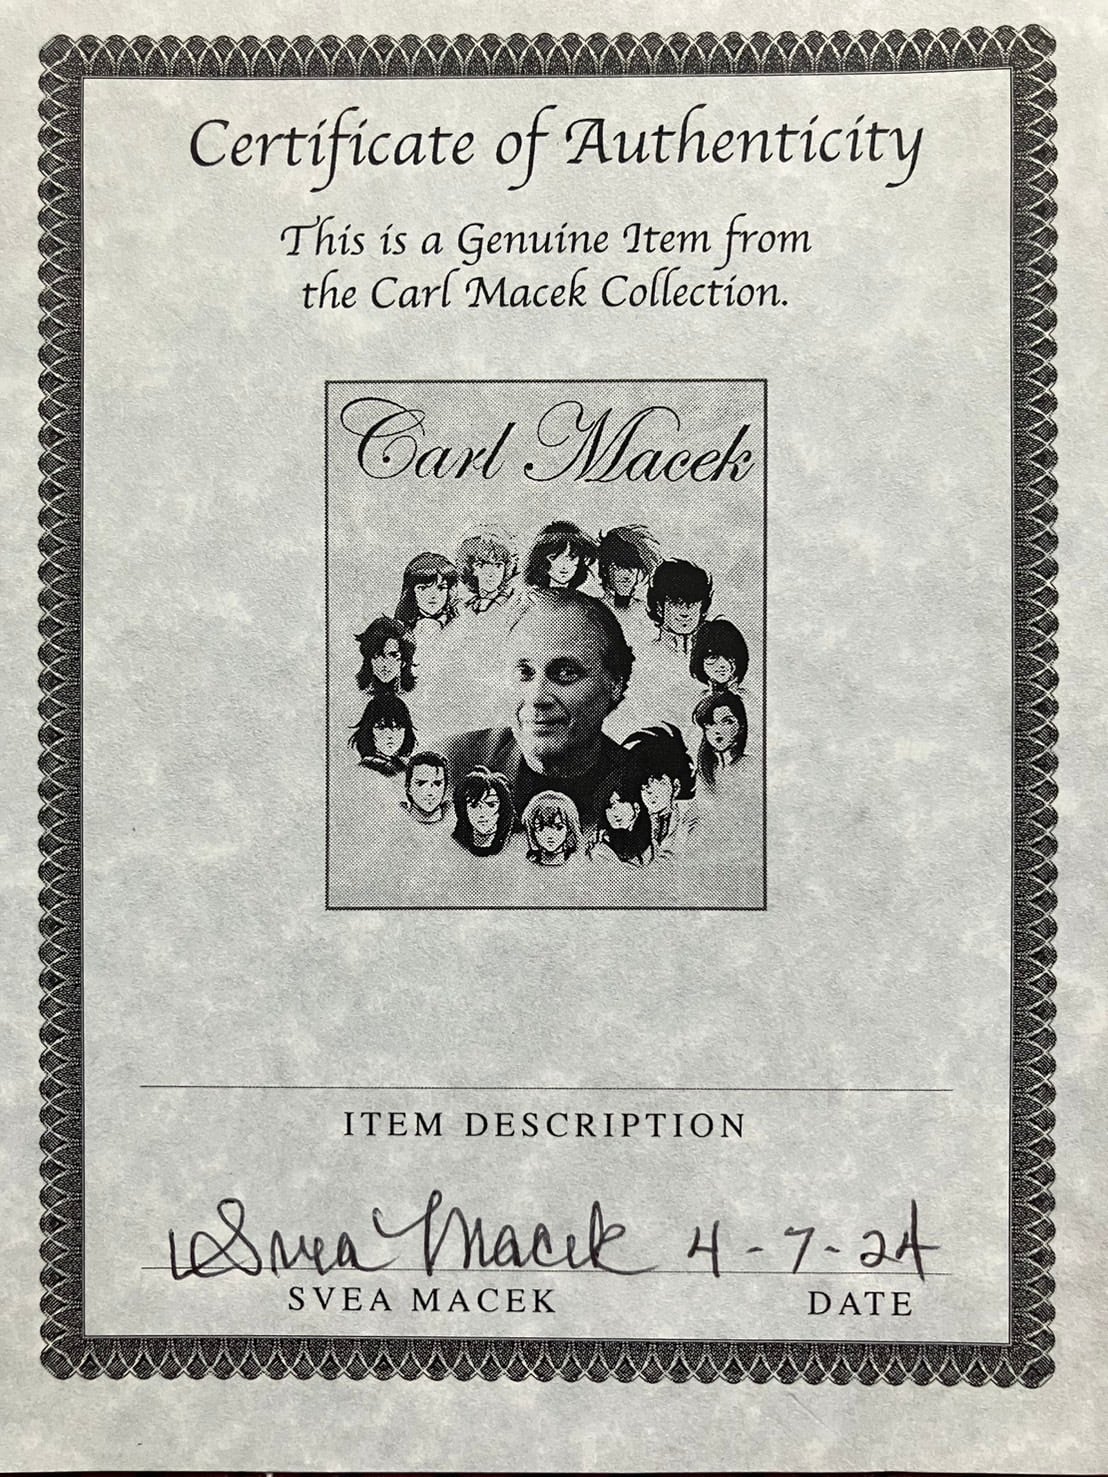 Certificate of Authenticity
This is a Genuine Item from
the Carl Macek Collection.
Carl Macek
ITEM DESCRIPTION
Svea Macek 4-7-24
SVEA MACEK DATE